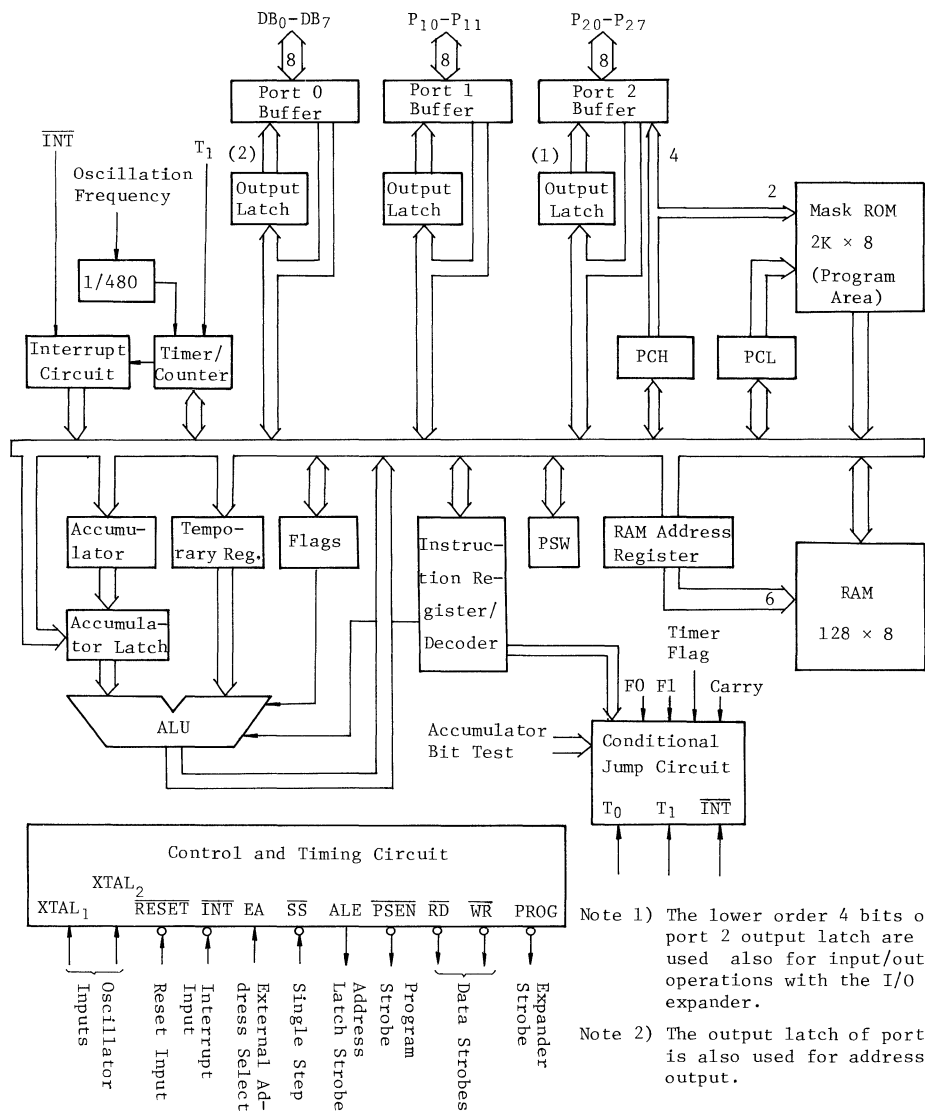 DB0-DB7
P10-P11
P20-P27
8
8
8
Port 0
Buffer
Port 1
Buffer
Port 2
Buffer
INT
T1
(2)
(1)
4
Oscillation
Frequency
Output
Latch
Output
Latch
Output
Latch
2
Mask ROM
2K × 8
(Program
Area)
1/480
Interrupt
Circuit
Timer/
Counter
PCH
PCL
Accumu-
lator
Tempo-
rary Reg.
Flags
Instruc-
tion Re-
gister/
Decoder
PSW
RAM Address
Register
6
RAM
128 × 8
Accumula-
tor Latch
Timer
Flag
F0 F1
Carry
ALU
Accumulator
Bit Test
Conditional
Jump Circuit
T0 T1 INT
Control and Timing Circuit
XTAL1
XTAL2
RESET INT EA SS ALE PSEN RD WR PROG
Oscillator
Inputs
Reset Input
Interrupt
Input
External Ad-
dress Select
Single Step
Address
Latch Strobe
Program
Strobe
Data Strobes
Expander
Strobe
Note 1) The lower order 4 bits o
port 2 output latch are
used also for input/out
operations with the I/O
expander.
Note 2) The output latch of port
is also used for address
output.